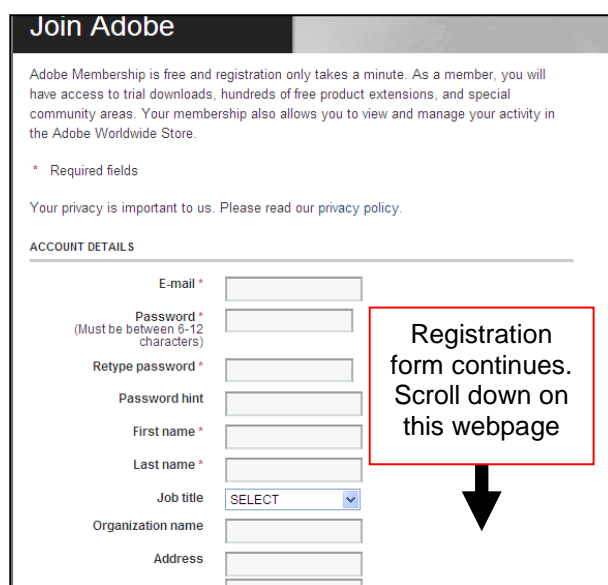 Join Adobe
Adobe Membership is free and registration only takes a minute. As a member, you will
have access to trial downloads, hundreds of free product extensions, and special
community areas. Your membership also allows you to view and manage your activity in
the Adobe Worldwide Store.
* Required fields
Your privacy is important to us. Please read our privacy policy.
ACCOUNT DETAILS
E-mail *
Password *
(Must be between 6-12
characters)
Retype password *
Password hint
First name *
Last name *
Job title SELECT
Organization name
Address
Registration
form continues.
Scroll down on
this webpage